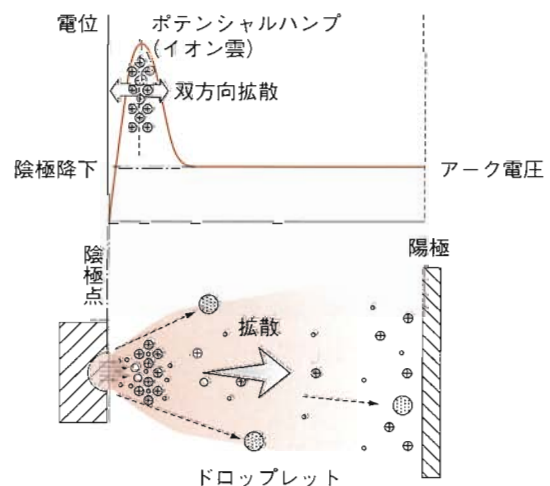 電位
ポテンシャルハンプ
(イオン雲)
双方向拡散
陰極降下
アーク電圧
陰極点
陽極
拡散
ドロップレット